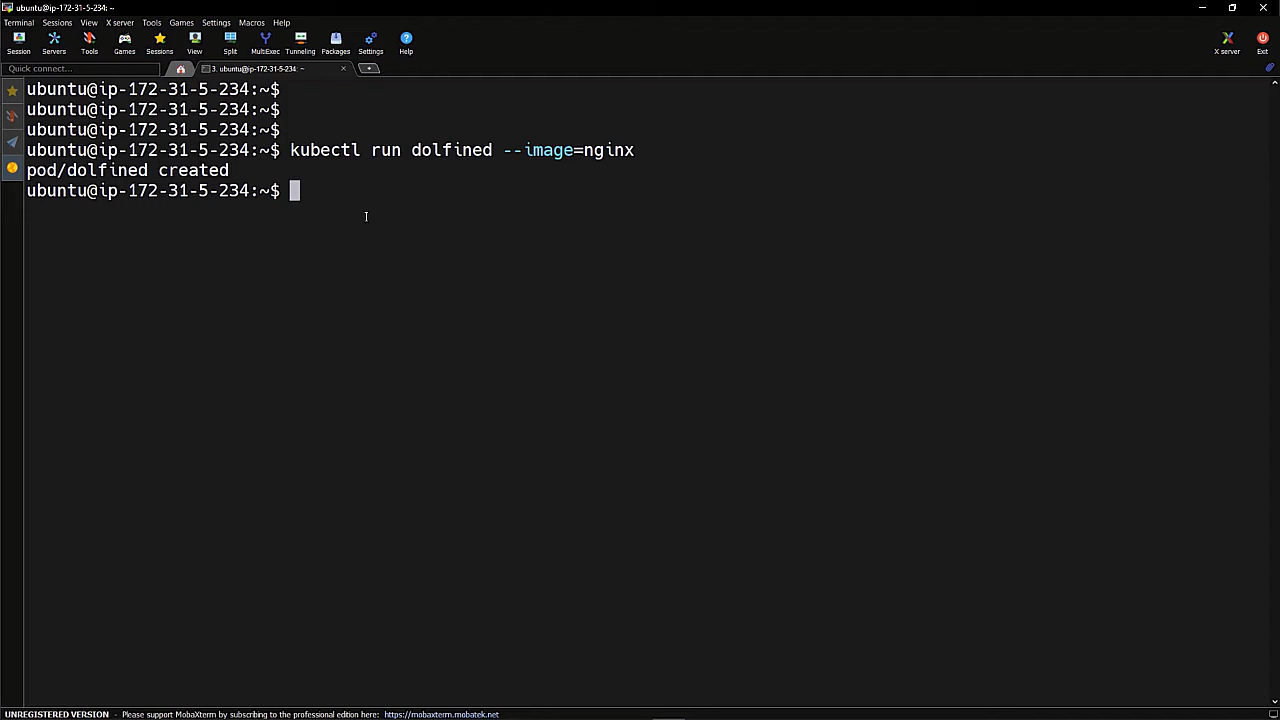 ubuntu@ip-172-31-5-234: ~
Terminal Sessions View X server Tools Games Settings Macros Help
Session Servers Tools Games Sessions View Split MultiExec Tunneling Packages Settings Help X server Exit
Quick connect... 3. ubuntu@ip-172-31-5-234: ~
ubuntu@ip-172-31-5-234:~$
ubuntu@ip-172-31-5-234:~$
ubuntu@ip-172-31-5-234:~$
ubuntu@ip-172-31-5-234:~$ kubectl run dolfined --image=nginx
pod/dolfined created
ubuntu@ip-172-31-5-234:~$
UNREGISTERED VERSION - Please support MobaXterm by subscribing to the professional edition here: https://mobaxterm.mobatek.net